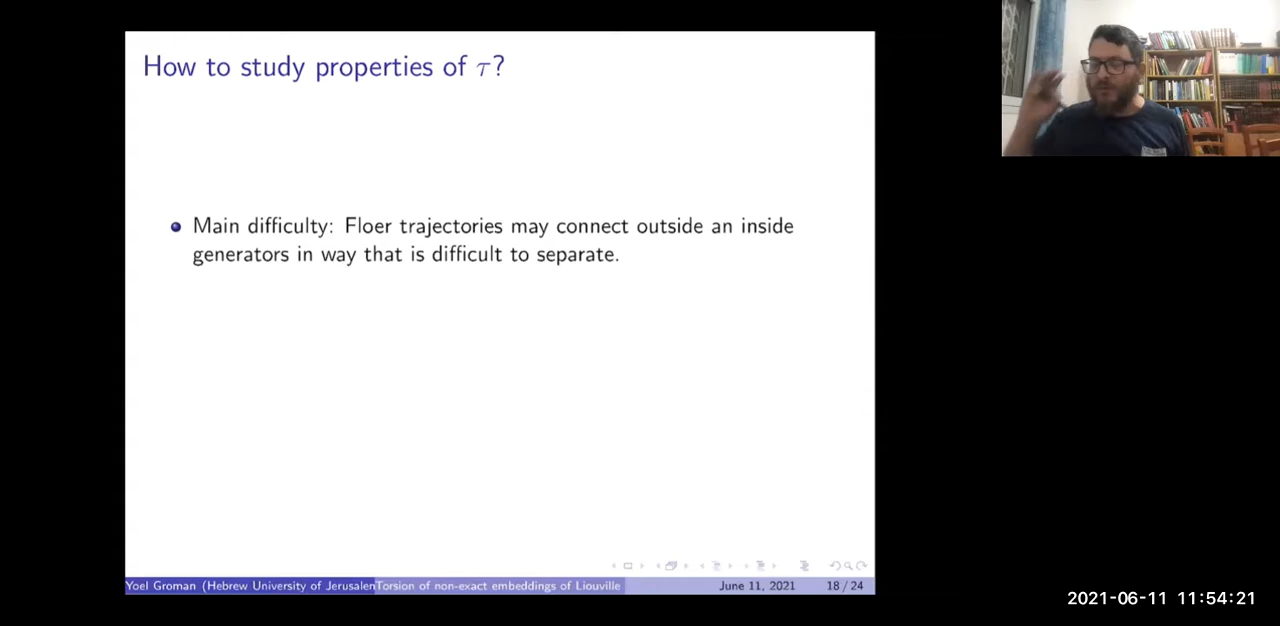 How to study properties of τ?
Main difficulty: Floer trajectories may connect outside an inside
generators in way that is difficult to separate.
Yoel Groman (Hebrew University of Jerusalen Torsion of non-exact embeddings of Liouville June 11, 2021 18 / 24
2021-06-11 11:54:21